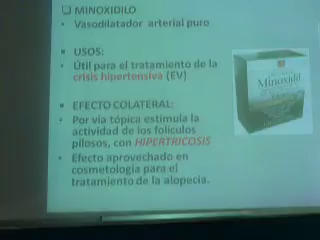 ❑ MINOXIDILO
• Vasodilatador arterial puro
▪ USOS:
• Útil para el tratamiento de la
crisis hipertensiva (EV)
▪ EFECTO COLATERAL:
• Por vía tópica estimula la
actividad de los folículos
pilosos, con HIPERTRICOSIS
• Efecto aprovechado en
cosmetología para el
tratamiento de la alopecia.
Minoxidil